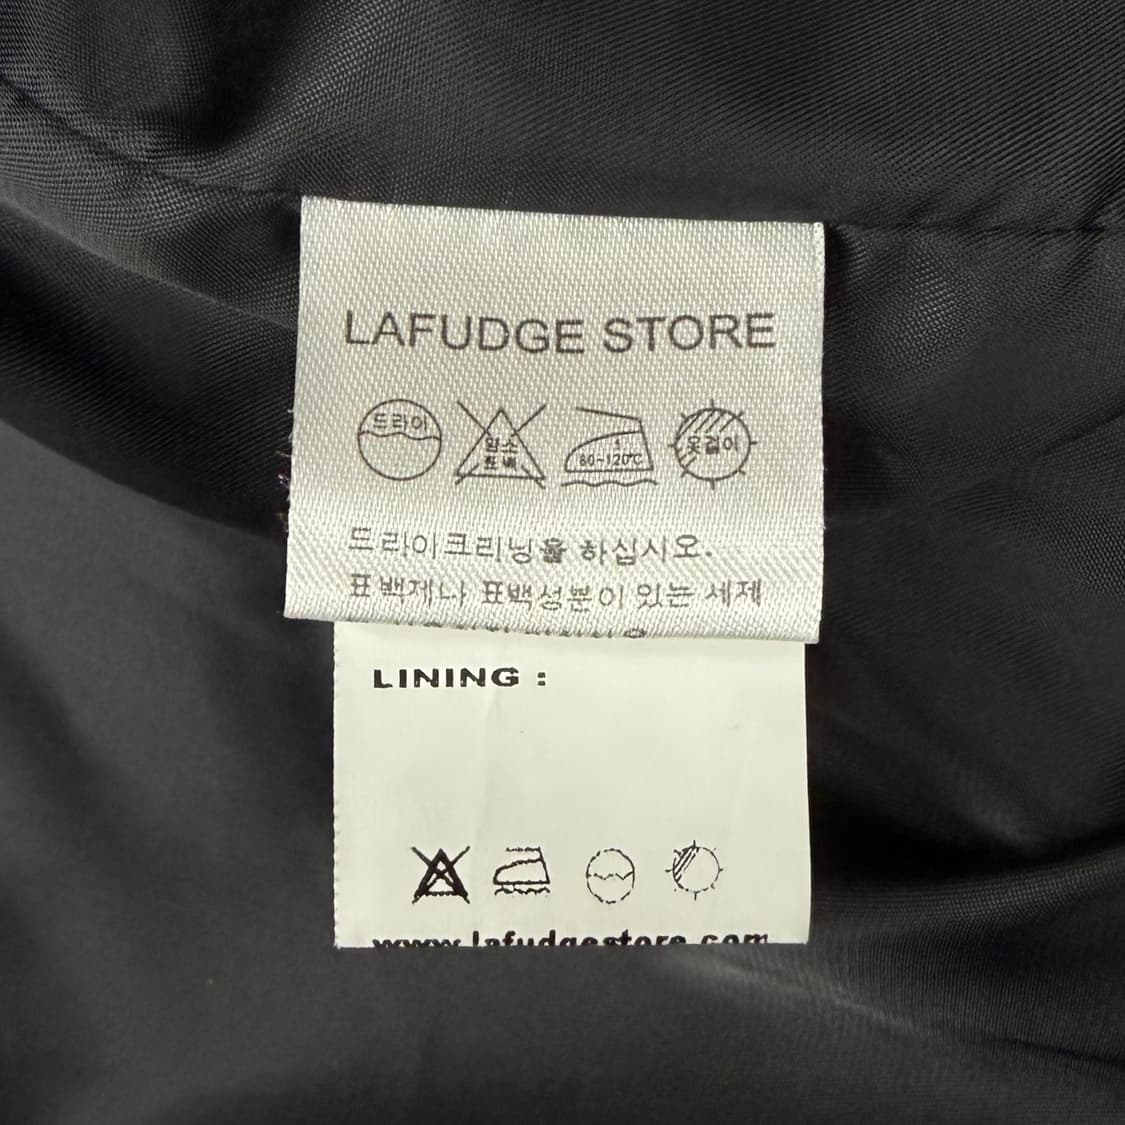 LAFUDGE STORE
드라이
염소
표백
80~120℃
옷걸이
드라이크리닝을 하십시오.
표백제나 표백성분이 있는 세제
LINING :
www.lafudgestore.com